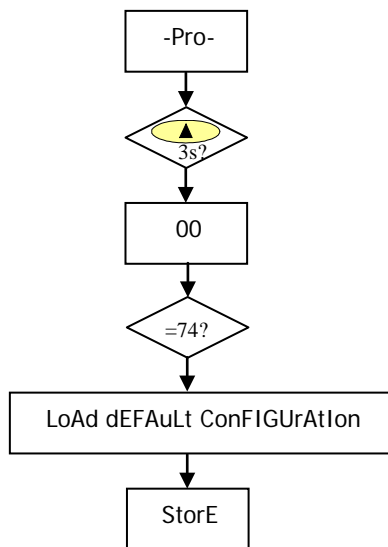 -Pro-
▲
3s?
00
=74?
LoAd dEFAuLt ConFIGUrAtIon
StorE